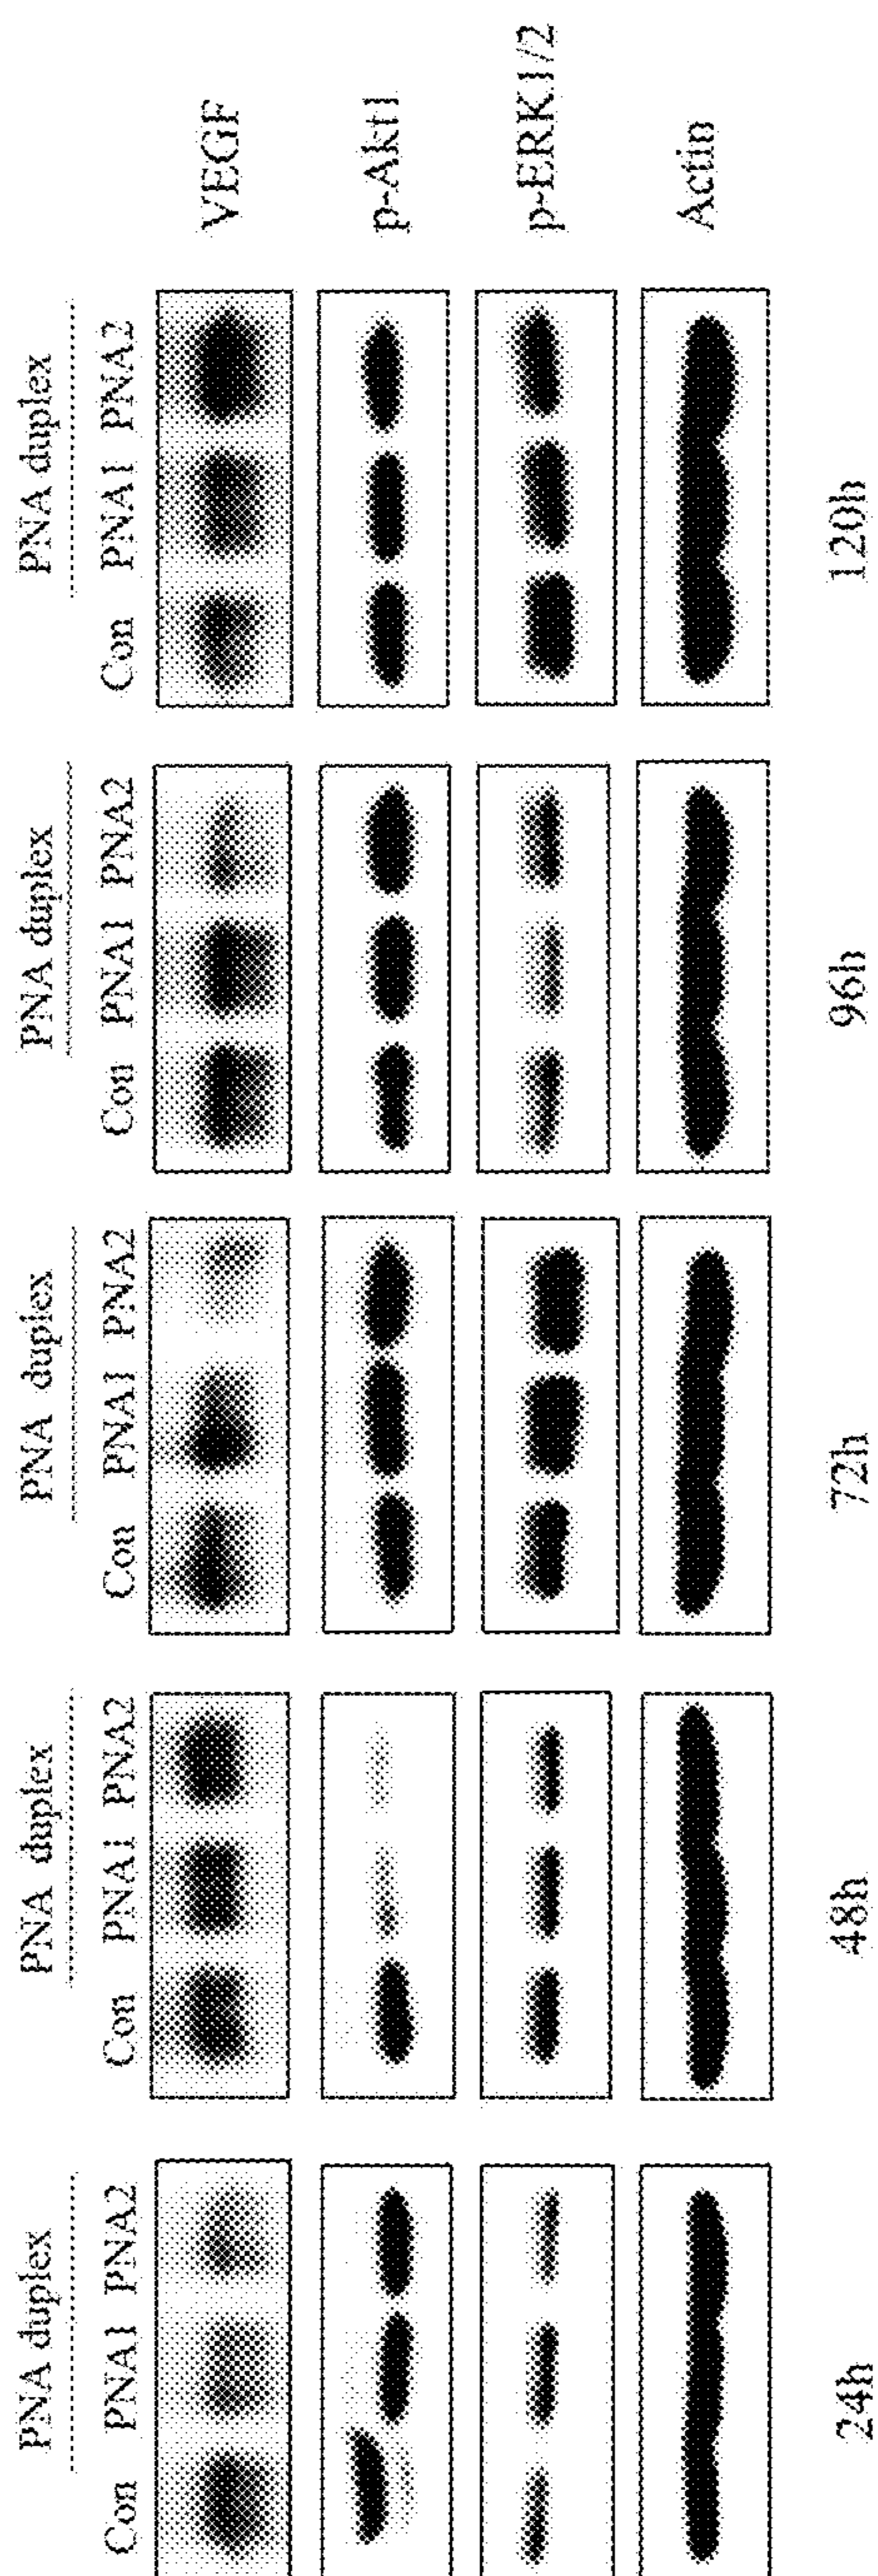 PNA duplex PNA duplex PNA duplex PNA duplex PNA duplex
Con PNA1 PNA2 Con PNA1 PNA2 Con PNA1 PNA2 Con PNA1 PNA2 Con PNA1 PNA2
VEGF
p-Akt1
p-ERK1/2
Actin
24h 48h 72h 96h 120h